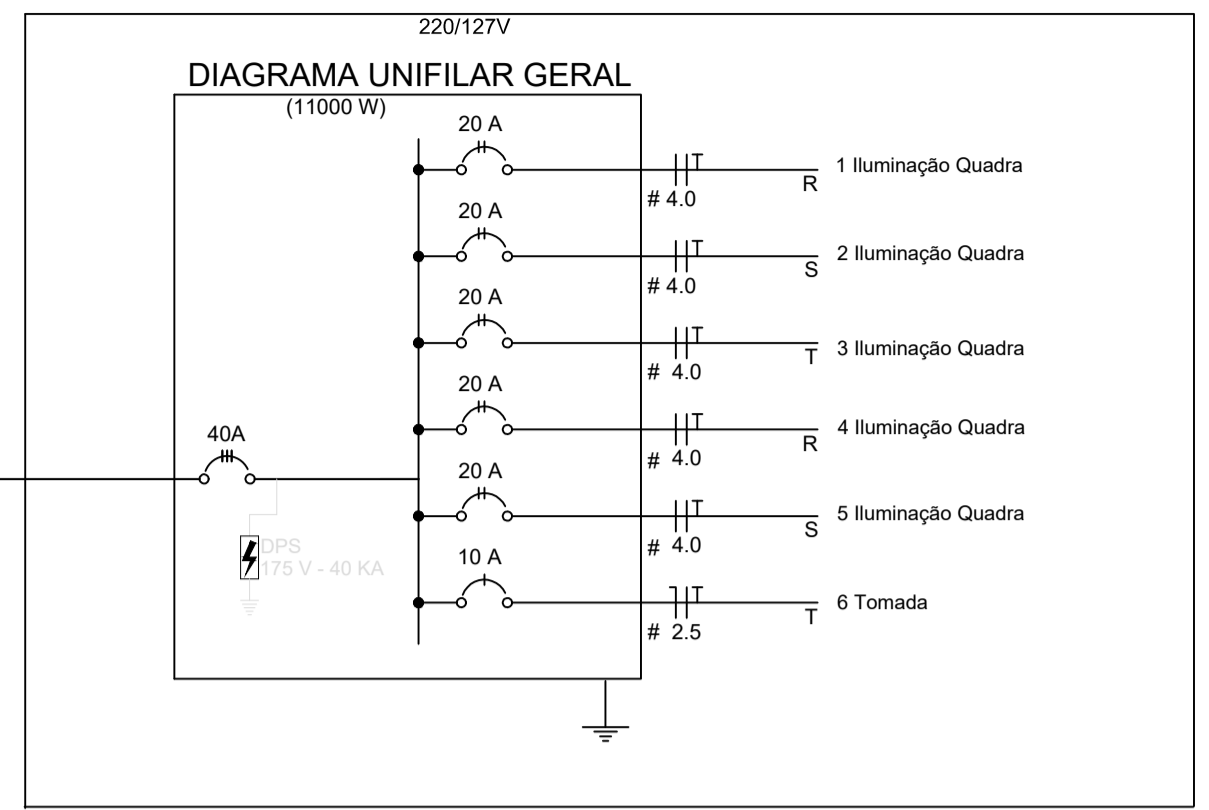 220/127V
DIAGRAMA UNIFILAR GERAL
(11000 W)
20 A
1 Iluminação Quadra
R
# 4.0
20 A
2 Iluminação Quadra
S
# 4.0
20 A
3 Iluminação Quadra
T
# 4.0
20 A
4 Iluminação Quadra
R
# 4.0
40A
20 A
5 Iluminação Quadra
S
# 4.0
DPS
175 V - 40 KA
10 A
6 Tomada
T
# 2.5